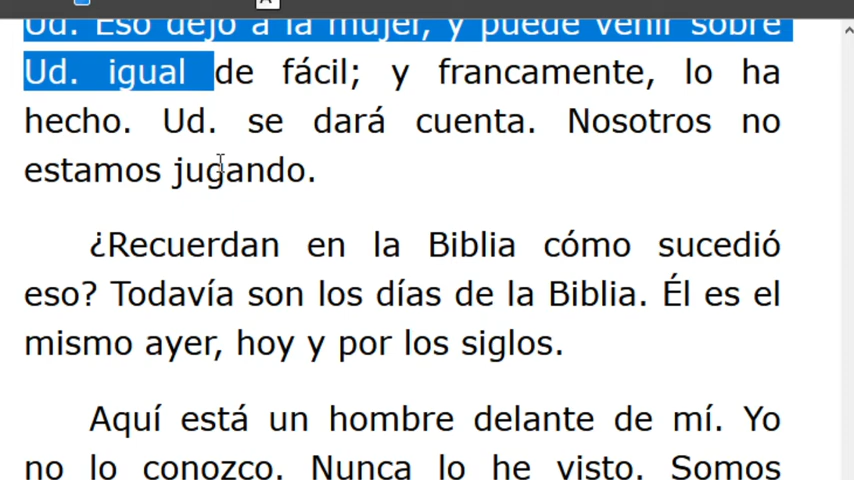 Ud. Eso dejó a la mujer, y puede venir sobre
Ud. igual de fácil; y francamente, lo ha
hecho. Ud. se dará cuenta. Nosotros no
estamos jugando.
¿Recuerdan en la Biblia cómo sucedió
eso? Todavía son los días de la Biblia. Él es el
mismo ayer, hoy y por los siglos.
Aquí está un hombre delante de mí. Yo
no lo conozco. Nunca lo he visto. Somos